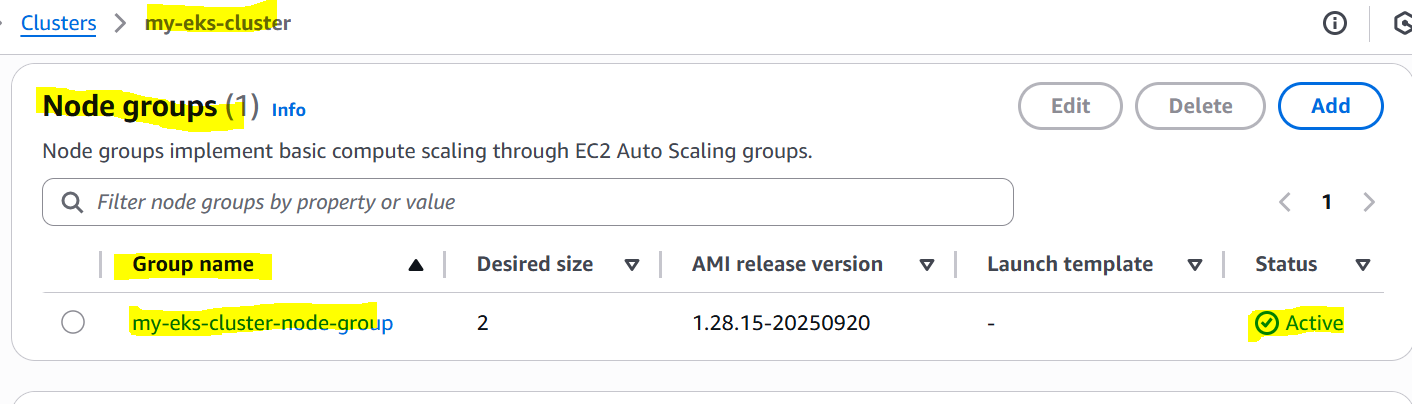 Clusters > my-eks-cluster
Node groups (1) Info
Edit Delete Add
Node groups implement basic compute scaling through EC2 Auto Scaling groups.
Filter node groups by property or value
1
Group name Desired size AMI release version Launch template Status
my-eks-cluster-node-group 2 1.28.15-20250920 - Active